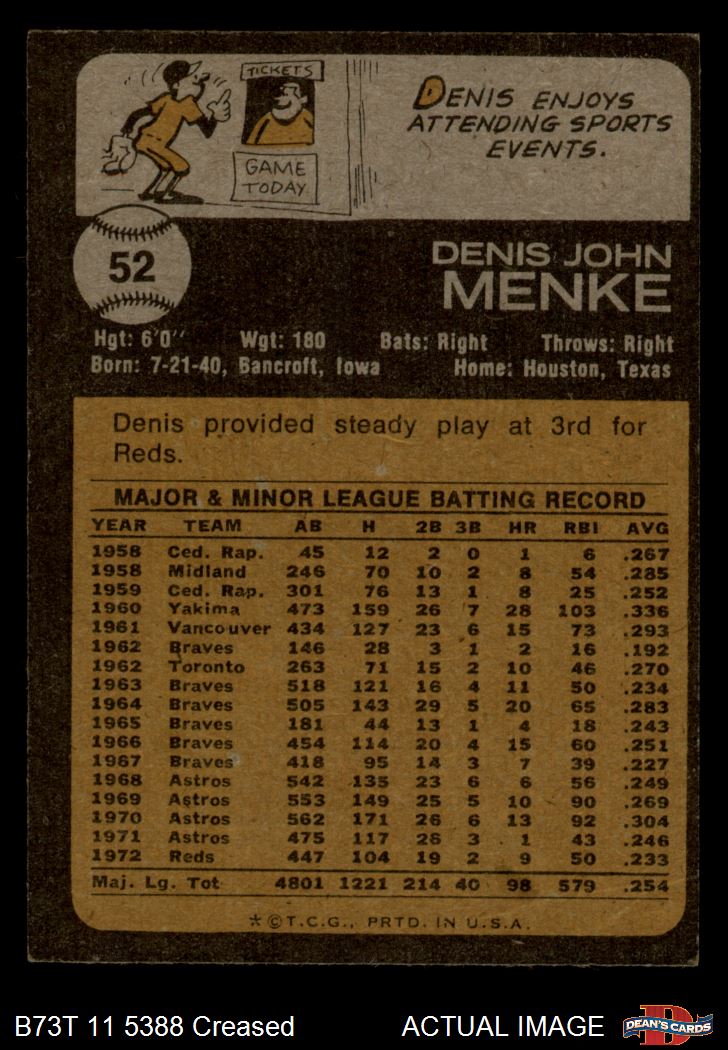 TICKETS
GAME
TODAY
DENIS ENJOYS
ATTENDING SPORTS
EVENTS.
52
DENIS JOHN
MENKE
Hgt: 6'0" Wgt: 180 Bats: Right Throws: Right
Born: 7-21-40, Bancroft, Iowa Home: Houston, Texas
Denis provided steady play at 3rd for
Reds.
MAJOR & MINOR LEAGUE BATTING RECORD
YEAR TEAM AB H 2B 3B HR RBI AVG
1958 Ced. Rap. 45 12 2 0 1 6 .267
1958 Midland 246 70 10 2 8 54 .285
1959 Ced. Rap. 301 76 13 1 8 25 .252
1960 Yakima 473 159 26 7 28 103 .336
1961 Vancouver 434 127 23 6 15 73 .293
1962 Braves 146 28 3 1 2 16 .192
1962 Toronto 263 71 15 2 10 46 .270
1963 Braves 518 121 16 4 11 50 .234
1964 Braves 505 143 29 5 20 65 .283
1965 Braves 181 44 13 1 4 18 .243
1966 Braves 454 114 20 4 15 60 .251
1967 Braves 418 95 14 3 7 39 .227
1968 Astros 542 135 23 6 6 56 .249
1969 Astros 553 149 25 5 10 90 .269
1970 Astros 562 171 26 6 13 92 .304
1971 Astros 475 117 26 3 1 43 .246
1972 Reds 447 104 19 2 9 50 .233
Maj. Lg. Tot 4801 1221 214 40 98 579 .254
*©T.C.G., PRTD. IN U.S.A.
B73T 11 5388 Creased ACTUAL IMAGE
DEAN'S CARDS